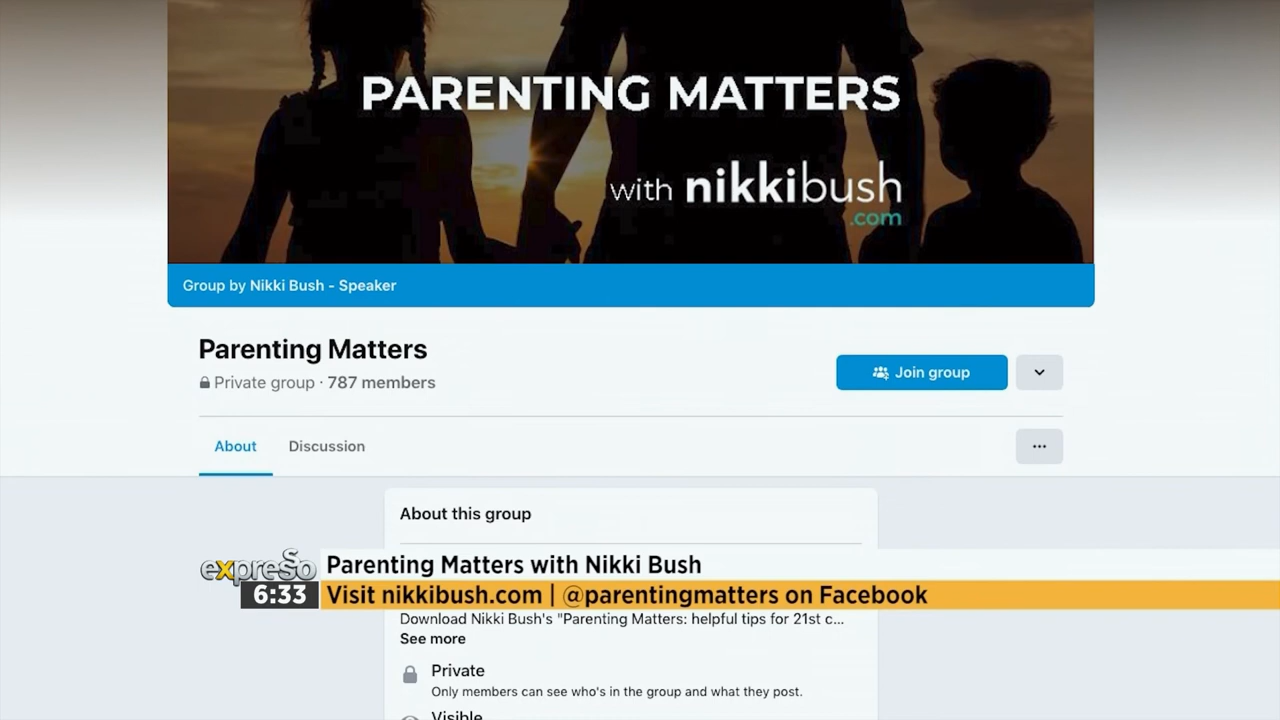 PARENTING MATTERS
with nikkibush
.com
Group by Nikki Bush - Speaker
Parenting Matters
Private group · 787 members
Join group
About
Discussion
About this group
expresso
Parenting Matters with Nikki Bush
6:33
Visit nikkibush.com | @parentingmatters on Facebook
Download Nikki Bush's "Parenting Matters: helpful tips for 21st c...
See more
Private
Only members can see who's in the group and what they post.
Visible